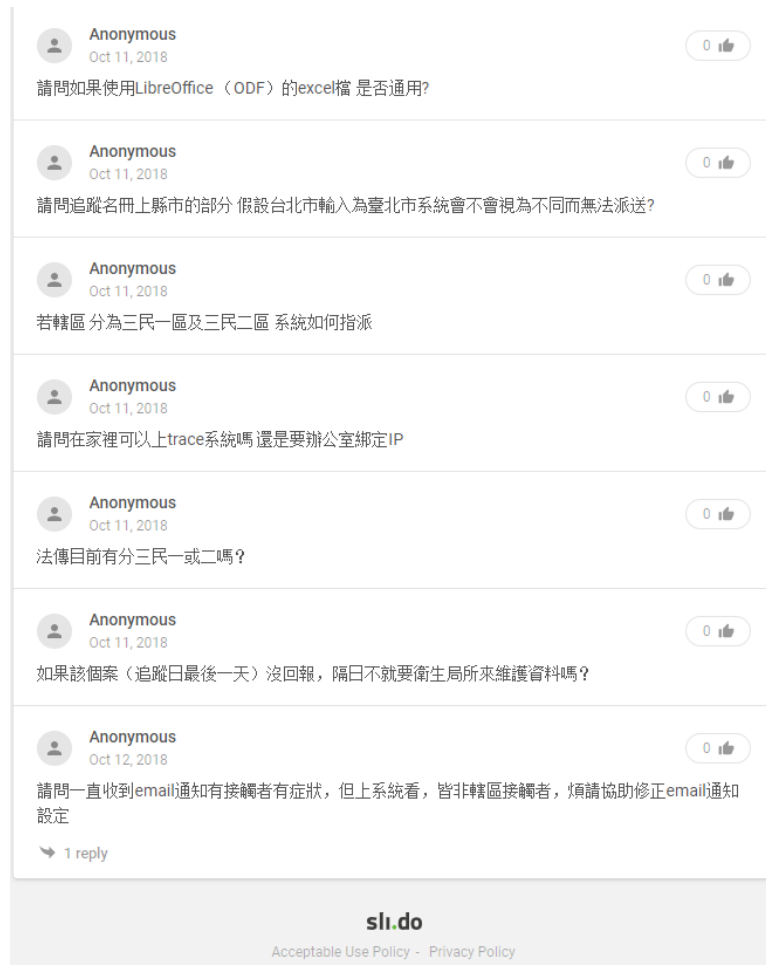 Anonymous
Oct 11, 2018
0
請問如果使用LibreOffice（ODF）的excel檔 是否通用?
Anonymous
Oct 11, 2018
0
請問追蹤名冊上縣市的部分 假設台北市輸入為臺北市系統會不會視為不同而無法派送?
Anonymous
Oct 11, 2018
0
若轄區 分為三民一區及三民二區 系統如何指派
Anonymous
Oct 11, 2018
0
請問在家裡可以上trace系統嗎 還是要辦公室綁定IP
Anonymous
Oct 11, 2018
0
法傳目前有分三民一或二嗎？
Anonymous
Oct 11, 2018
0
如果該個案（追蹤日最後一天）沒回報，隔日不就要衛生局所來維護資料嗎？
Anonymous
Oct 12, 2018
0
請問一直收到email通知有接觸者有症狀，但上系統看，皆非轄區接觸者，煩請協助修正email通知
設定
1 reply
slı.do
Acceptable Use Policy - Privacy Policy